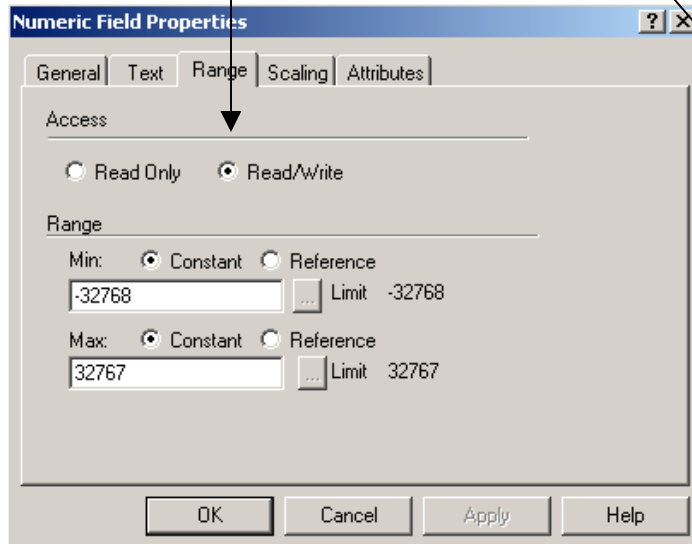 Numeric Field Properties
General Text Range Scaling Attributes
Access
Read Only Read/Write
Range
Min: Constant Reference
-32768 ... Limit -32768
Max: Constant Reference
32767 ... Limit 32767
OK Cancel Apply Help